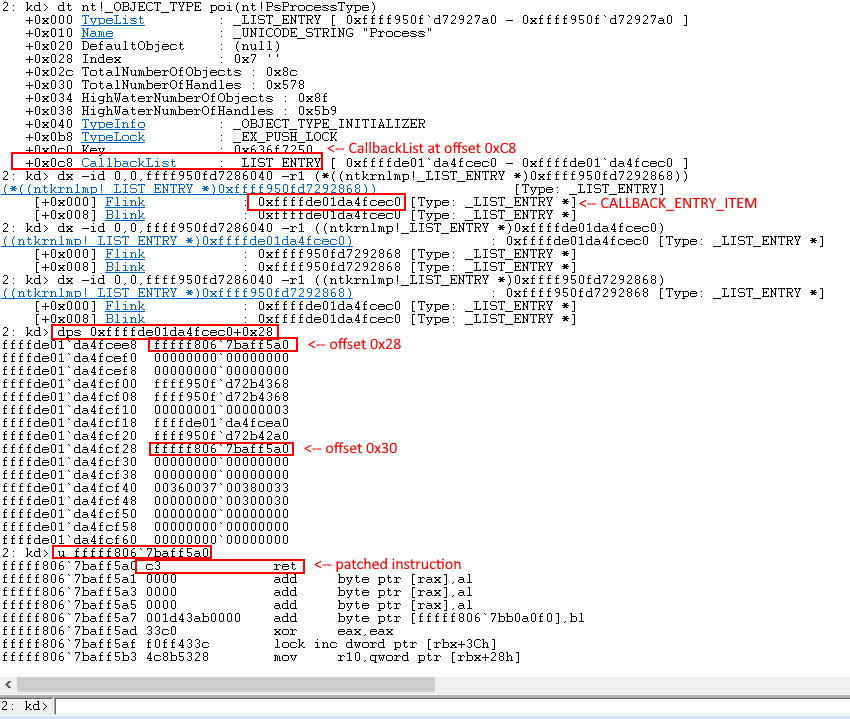 2: kd> dt nt!_OBJECT_TYPE poi(nt!PsProcessType)
+0x000 TypeList : _LIST_ENTRY [ 0xffff950f`d72927a0 - 0xffff950f`d72927a0 ]
+0x010 Name : _UNICODE_STRING "Process"
+0x020 DefaultObject : (null)
+0x028 Index : 0x7 ''
+0x02c TotalNumberOfObjects : 0x8c
+0x030 TotalNumberOfHandles : 0x578
+0x034 HighWaterNumberOfObjects : 0x8f
+0x038 HighWaterNumberOfHandles : 0x5b9
+0x040 TypeInfo : _OBJECT_TYPE_INITIALIZER
+0x0b8 TypeLock : _EX_PUSH_LOCK
+0x0c0 Key : 0x636f7250 <-- CallbackList at offset 0xC8
+0x0c8 CallbackList : _LIST_ENTRY [ 0xffffde01`da4fcec0 - 0xffffde01`da4fcec0 ]
2: kd> dx -id 0,0,ffff950fd7286040 -r1 (*((ntkrnlmp!_LIST_ENTRY *)0xffff950fd7292868))
(*((ntkrnlmp!_LIST_ENTRY *)0xffff950fd7292868)) [Type: _LIST_ENTRY]
[+0x000] Flink : 0xffffde01da4fcec0 [Type: _LIST_ENTRY *] <-- CALLBACK_ENTRY_ITEM
[+0x008] Blink : 0xffffde01da4fcec0 [Type: _LIST_ENTRY *]
2: kd> dx -id 0,0,ffff950fd7286040 -r1 ((ntkrnlmp!_LIST_ENTRY *)0xffffde01da4fcec0)
((ntkrnlmp!_LIST_ENTRY *)0xffffde01da4fcec0) : 0xffffde01da4fcec0 [Type: _LIST_ENTRY *]
[+0x000] Flink : 0xffff950fd7292868 [Type: _LIST_ENTRY *]
[+0x008] Blink : 0xffff950fd7292868 [Type: _LIST_ENTRY *]
2: kd> dx -id 0,0,ffff950fd7286040 -r1 ((ntkrnlmp!_LIST_ENTRY *)0xffff950fd7292868)
((ntkrnlmp!_LIST_ENTRY *)0xffff950fd7292868) : 0xffff950fd7292868 [Type: _LIST_ENTRY *]
[+0x000] Flink : 0xffffde01da4fcec0 [Type: _LIST_ENTRY *]
[+0x008] Blink : 0xffffde01da4fcec0 [Type: _LIST_ENTRY *]
2: kd> dps 0xffffde01da4fcec0+0x28
ffffde01`da4fcee8 fffff806`7baff5a0 <-- offset 0x28
ffffde01`da4fcef0 00000000`00000000
ffffde01`da4fcef8 00000000`00000000
ffffde01`da4fcf00 ffff950f`d72b4368
ffffde01`da4fcf08 ffff950f`d72b4368
ffffde01`da4fcf10 00000001`00000003
ffffde01`da4fcf18 ffffde01`da4fcea0
ffffde01`da4fcf20 ffff950f`d72b42a0
ffffde01`da4fcf28 fffff806`7baff5a0 <-- offset 0x30
ffffde01`da4fcf30 00000000`00000000
ffffde01`da4fcf38 00000000`00000000
ffffde01`da4fcf40 00360037`00380033
ffffde01`da4fcf48 00000000`00300030
ffffde01`da4fcf50 00000000`00000000
ffffde01`da4fcf58 00000000`00000000
ffffde01`da4fcf60 00000000`00000000
2: kd> u fffff806`7baff5a0
fffff806`7baff5a0 c3 ret <-- patched instruction
fffff806`7baff5a1 0000 add byte ptr [rax],al
fffff806`7baff5a3 0000 add byte ptr [rax],al
fffff806`7baff5a5 0000 add byte ptr [rax],al
fffff806`7baff5a7 001d43ab0000 add byte ptr [fffff806`7bb0a0f0],bl
fffff806`7baff5ad 33c0 xor eax,eax
fffff806`7baff5af f0ff433c lock inc dword ptr [rbx+3Ch]
fffff806`7baff5b3 4c8b5328 mov r10,qword ptr [rbx+28h]
2: kd>